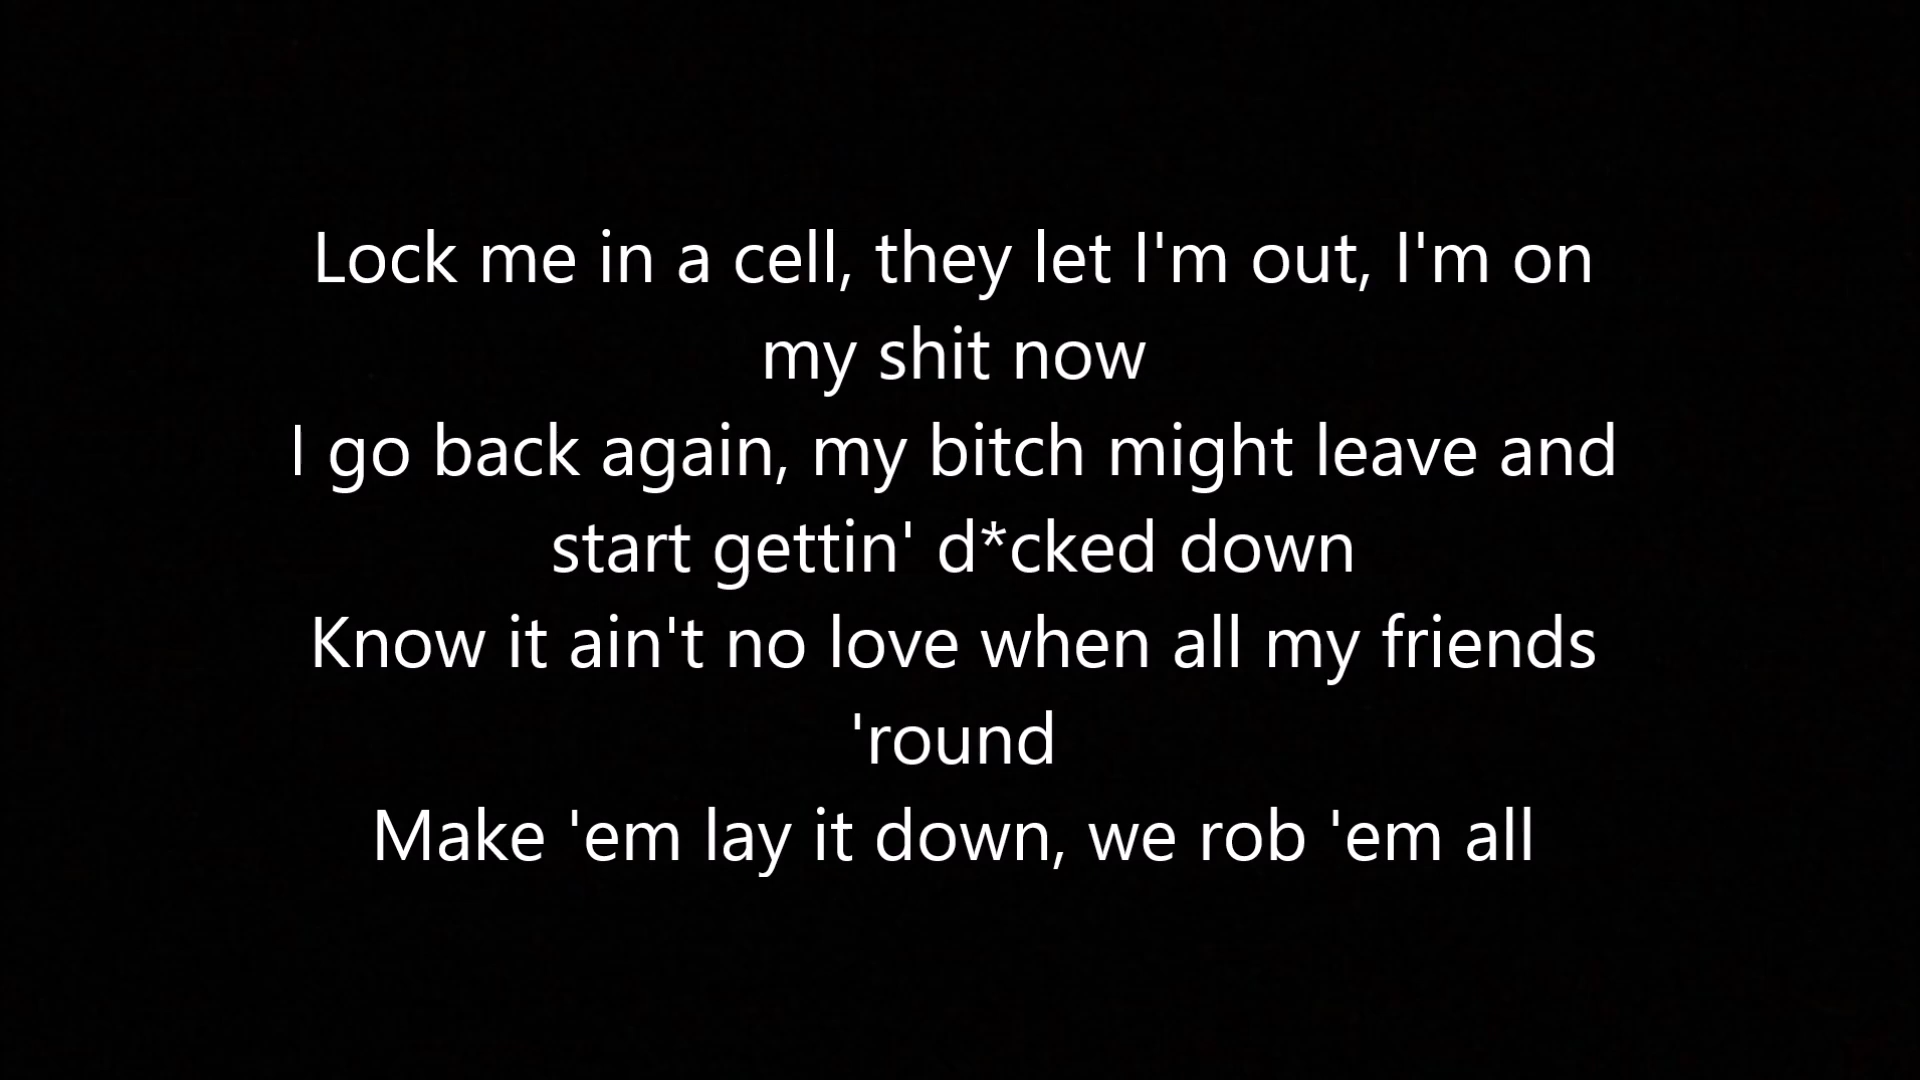 Lock me in a cell, they let I'm out, I'm on
my shit now
I go back again, my bitch might leave and
start gettin' d*cked down
Know it ain't no love when all my friends
'round
Make 'em lay it down, we rob 'em all